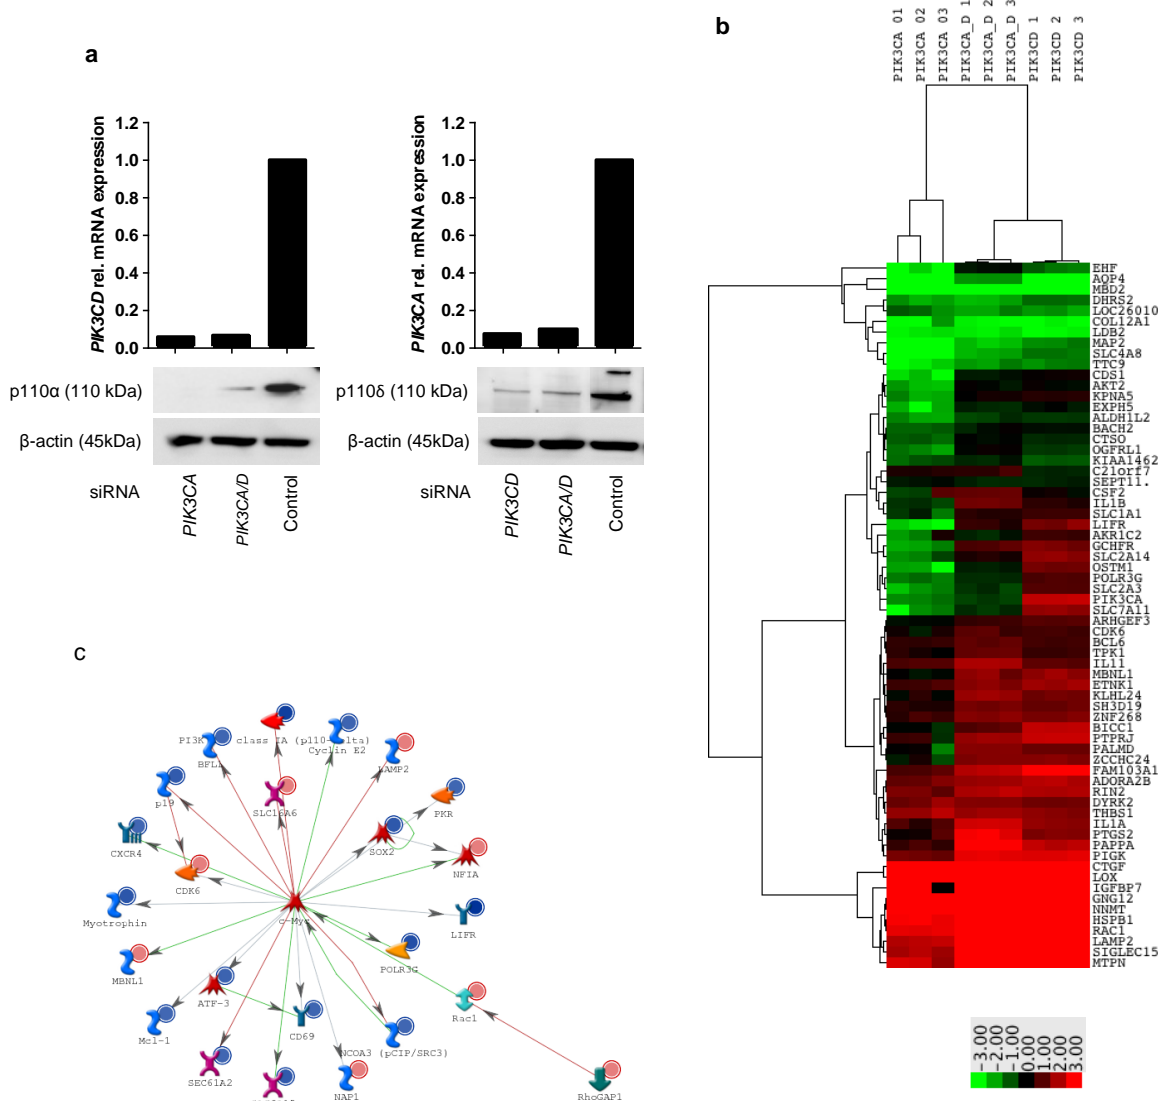 a
1.2
1.0
0.8
0.6
0.4
0.2
0.0
PIK3CD rel. mRNA expression
p110α (110 kDa)
β-actin (45kDa)
siRNA
PIK3CA
PIK3CA/D
Control
1.2
1.0
0.8
0.6
0.4
0.2
0.0
PIK3CA rel. mRNA expression
p110δ (110 kDa)
β-actin (45kDa)
siRNA
PIK3CD
PIK3CA/D
Control
b
PIK3CA 01
PIK3CA 02
PIK3CA 03
PIK3CA_D 1
PIK3CA_D 2
PIK3CA_D 3
PIK3CD 1
PIK3CD 2
PIK3CD 3
EHF
AQP4
MBD2
DHRS2
LOC26010
COL12A1
LDB2
MAP2
SLC4A8
TTC9
CDS1
AKT2
KPNA5
EXPH5
ALDH1L2
BACH2
CTSO
OGFRL1
KIAA1462
C21orf7
SEPT11.
CSF2
IL1B
SLC1A1
LIFR
AKR1C2
GCHFR
SLC2A14
OSTM1
POLR3G
SLC2A3
PIK3CA
SLC7A11
ARHGEF3
CDK6
BCL6
TPK1
IL11
MBNL1
ETNK1
KLHL24
SH3D19
ZNF268
BICC1
PTPRJ
PALMD
ZCCHC24
FAM103A1
ADORA2B
RIN2
DYRK2
THBS1
IL1A
PTGS2
PAPPA
PIGK
CTGF
LOX
IGFBP7
GNG12
NNMT
HSPB1
RAC1
LAMP2
SIGLEC15
MTPN
-3.00
-2.00
-1.00
0.00
1.00
2.00
3.00
c
PI3K class IA (p110-delta)
Cyclin E2
BFL1
LAMP2
p19
SLC16A6
PKR
CXCR4
SOX2
NFIA
CDK6
c-Myc
Myotrophin
LIFR
MBNL1
POLR3G
ATF-3
Rac1
Mcl-1
CD69
NCOA3 (pCIP/SRC3)
SEC61A2
NAP1
RhoGAP1